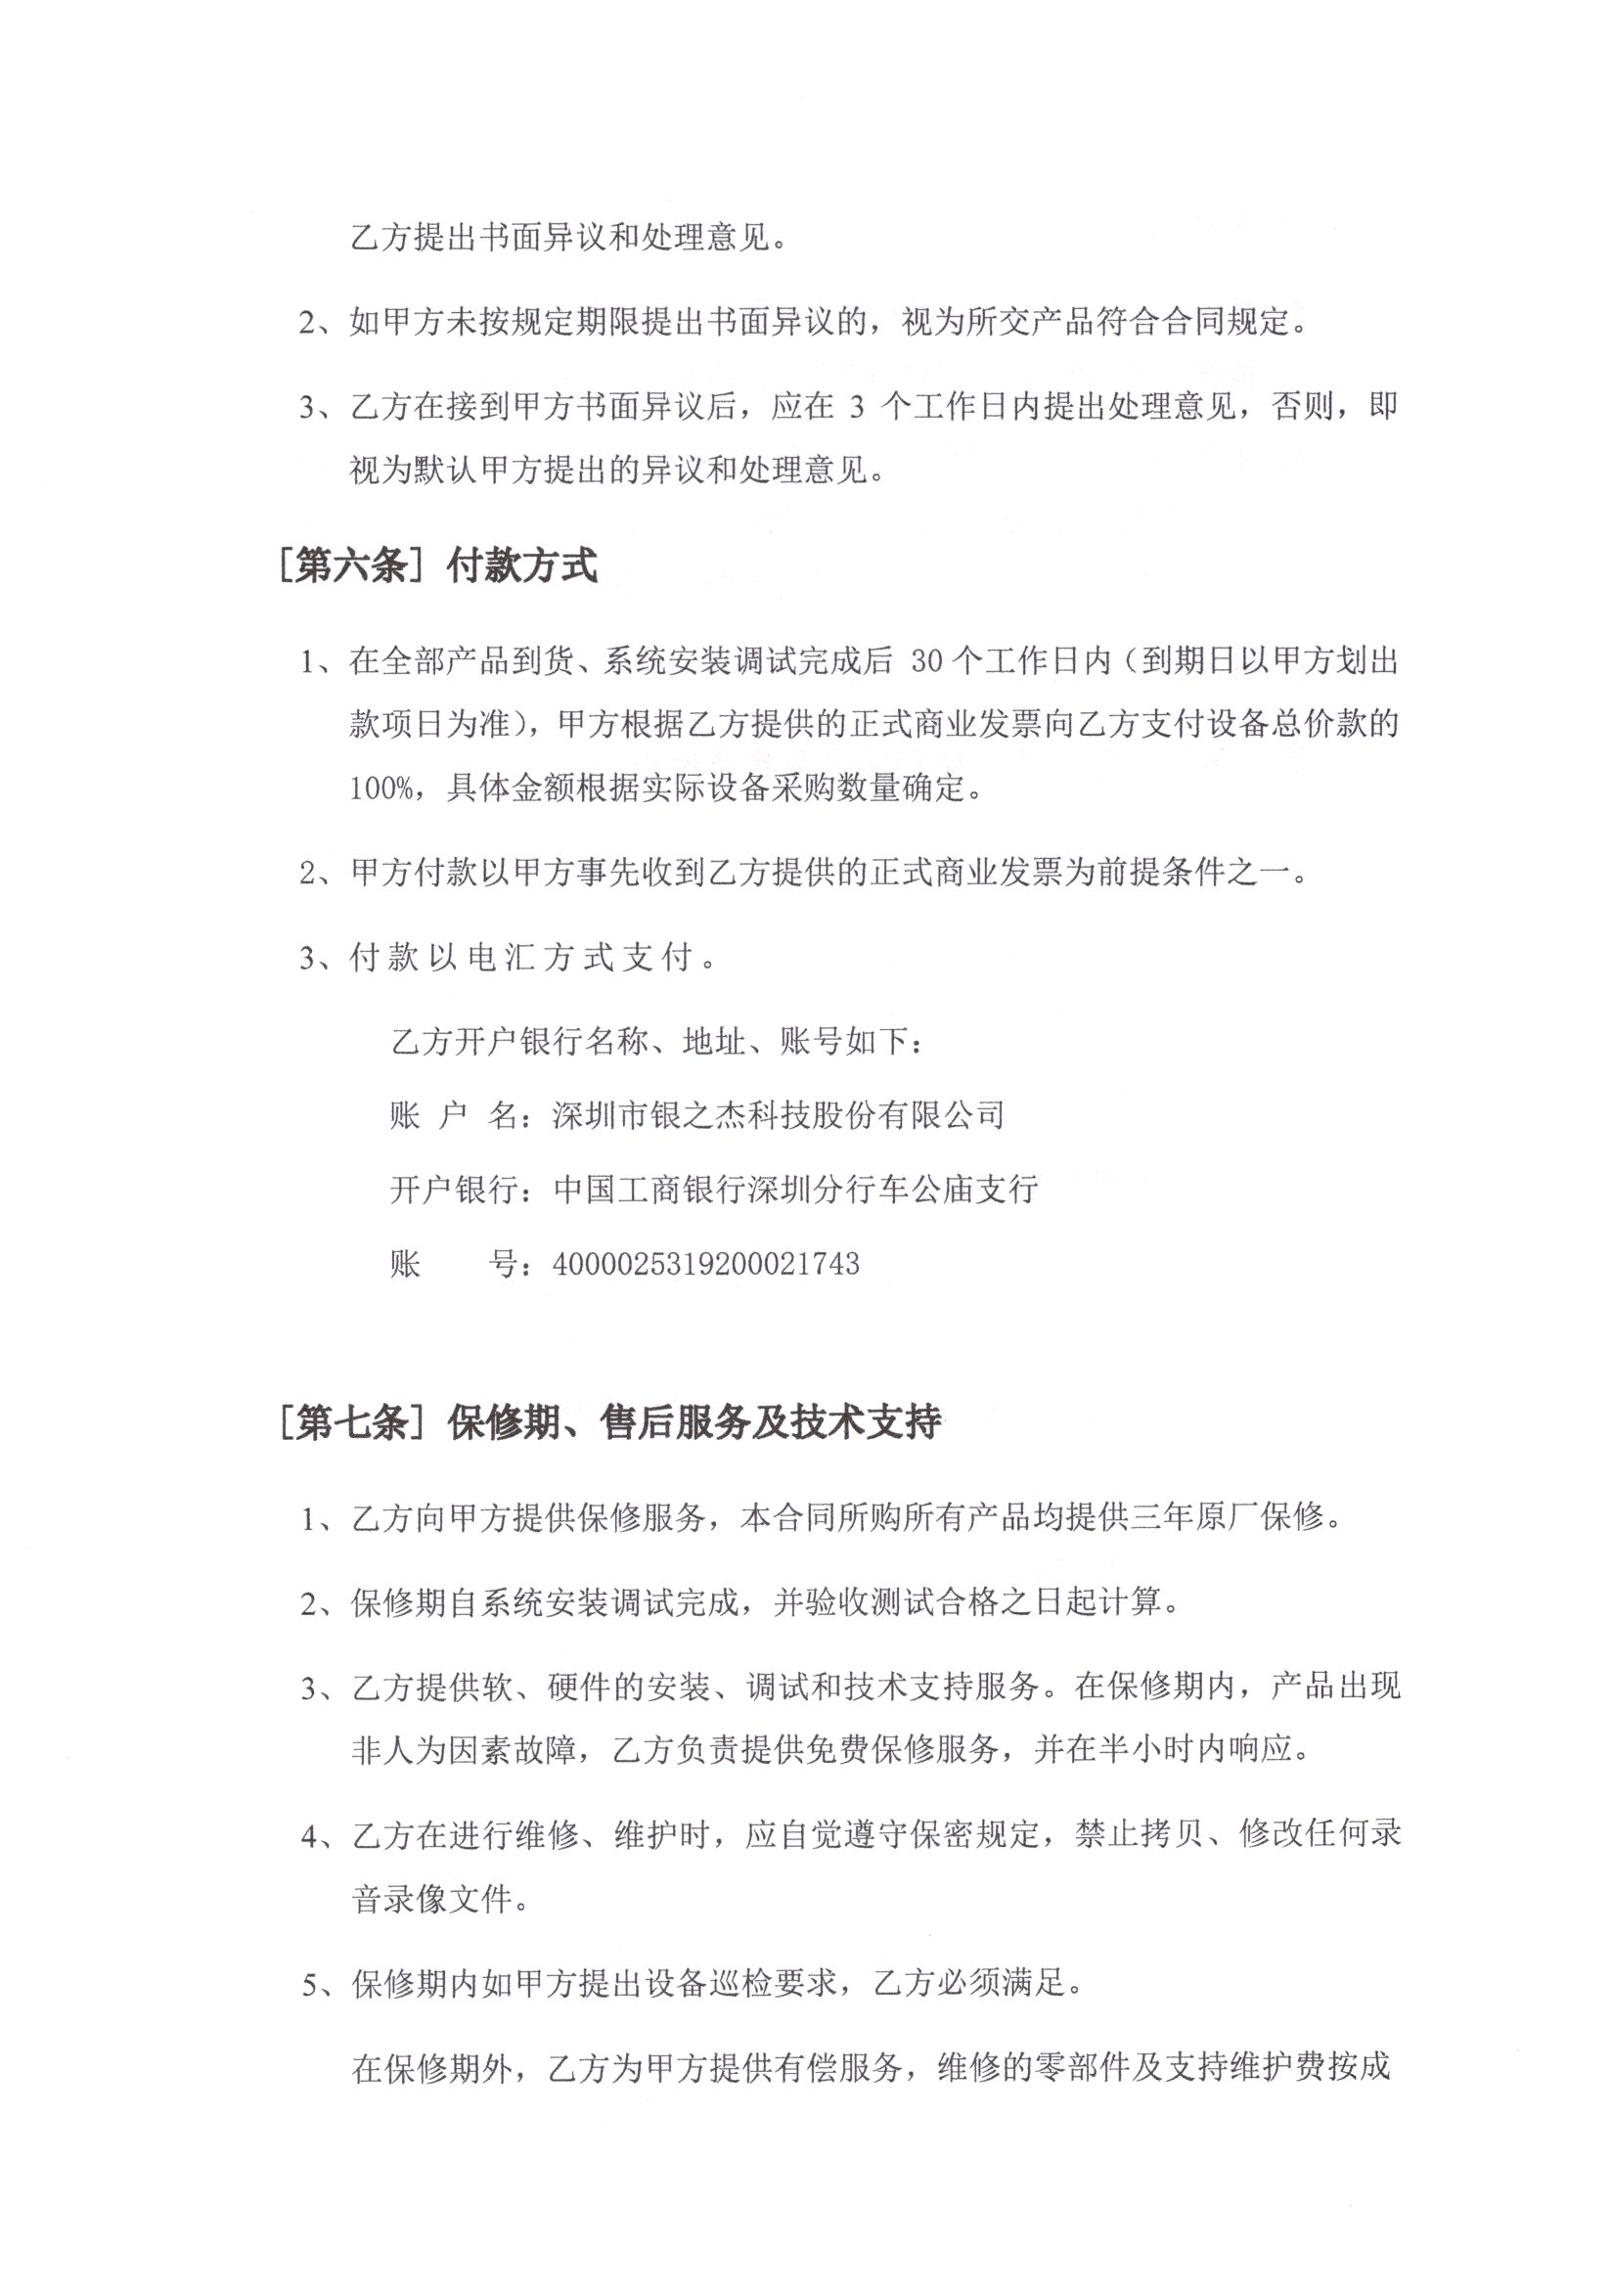 乙方提出书面异议和处理意见。
2、如甲方未按规定期限提出书面异议的，视为所交产品符合合同规定。
3、乙方在接到甲方书面异议后，应在 3 个工作日内提出处理意见，否则，即
视为默认甲方提出的异议和处理意见。
[第六条] 付款方式
1、在全部产品到货、系统安装调试完成后 30 个工作日内（到期日以甲方划出
款项日为准），甲方根据乙方提供的正式商业发票向乙方支付设备总价款的
100%，具体金额根据实际设备采购数量确定。
2、甲方付款以甲方事先收到乙方提供的正式商业发票为前提条件之一。
3、付款以电汇方式支付。
乙方开户银行名称、地址、账号如下：
账 户 名：深圳市银之杰科技股份有限公司
开户银行：中国工商银行深圳分行车公庙支行
账 号：4000025319200021743
[第七条] 保修期、售后服务及技术支持
1、乙方向甲方提供保修服务，本合同所购所有产品均提供三年原厂保修。
2、保修期自系统安装调试完成，并验收测试合格之日起计算。
3、乙方提供软、硬件的安装、调试和技术支持服务。在保修期内，产品出现
非人为因素故障，乙方负责提供免费保修服务，并在半小时内响应。
4、乙方在进行维修、维护时，应自觉遵守保密规定，禁止拷贝、修改任何录
音录像文件。
5、保修期内如甲方提出设备巡检要求，乙方必须满足。
在保修期外，乙方为甲方提供有偿服务，维修的零部件及支持维护费按成